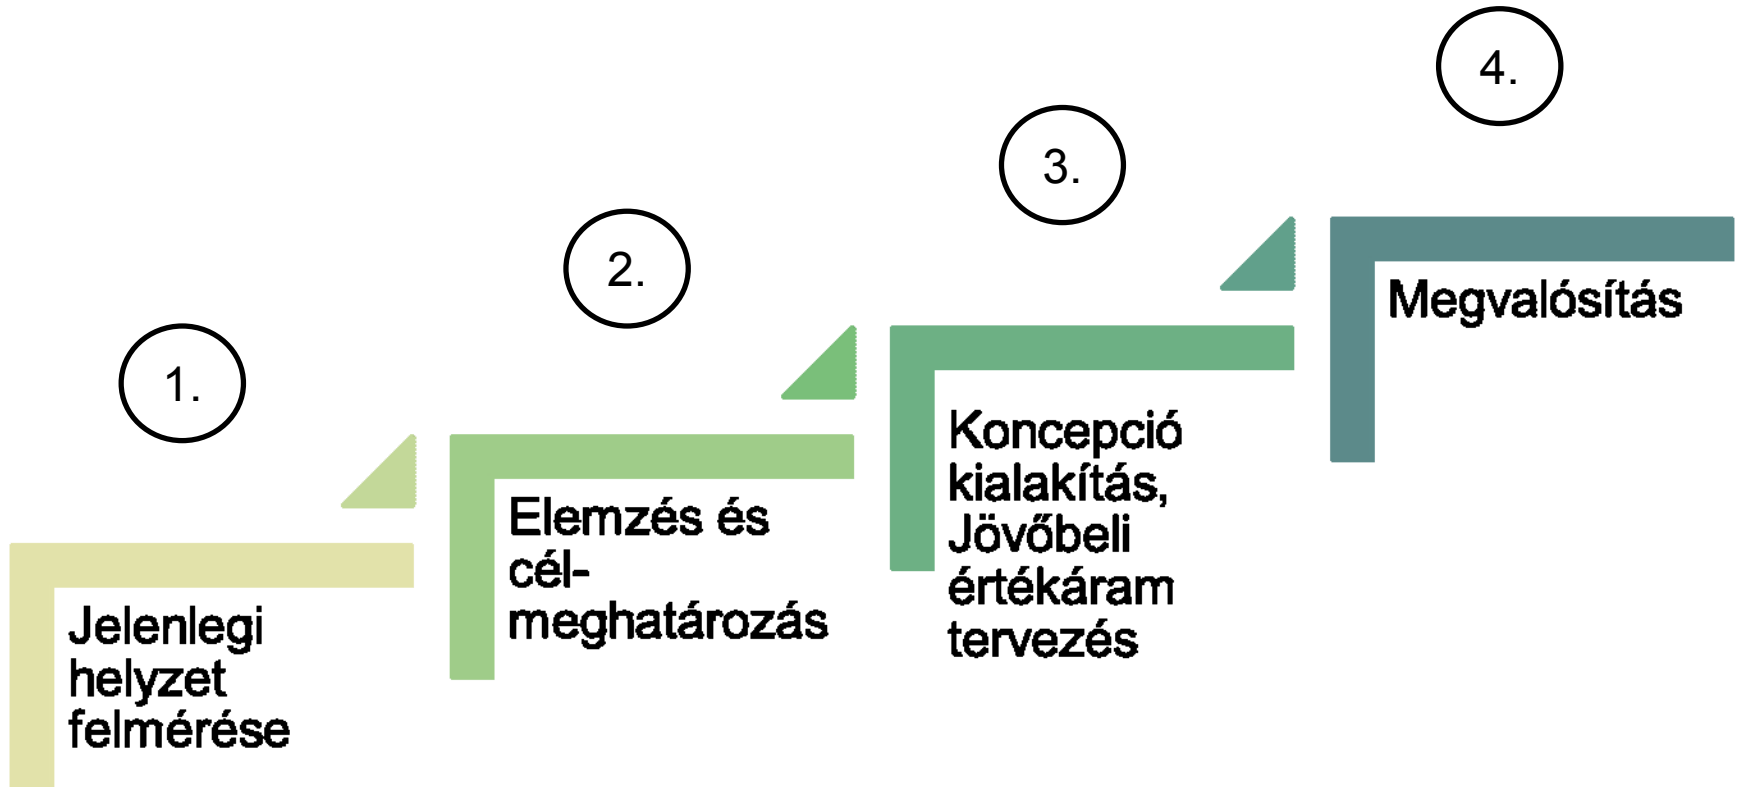 1.
Jelenlegi
helyzet
felmérése
2.
Elemzés és
cél-
meghatározás
3.
Koncepció
kialakítás,
Jövőbeli
értékáram
tervezés
4.
Megvalósítás